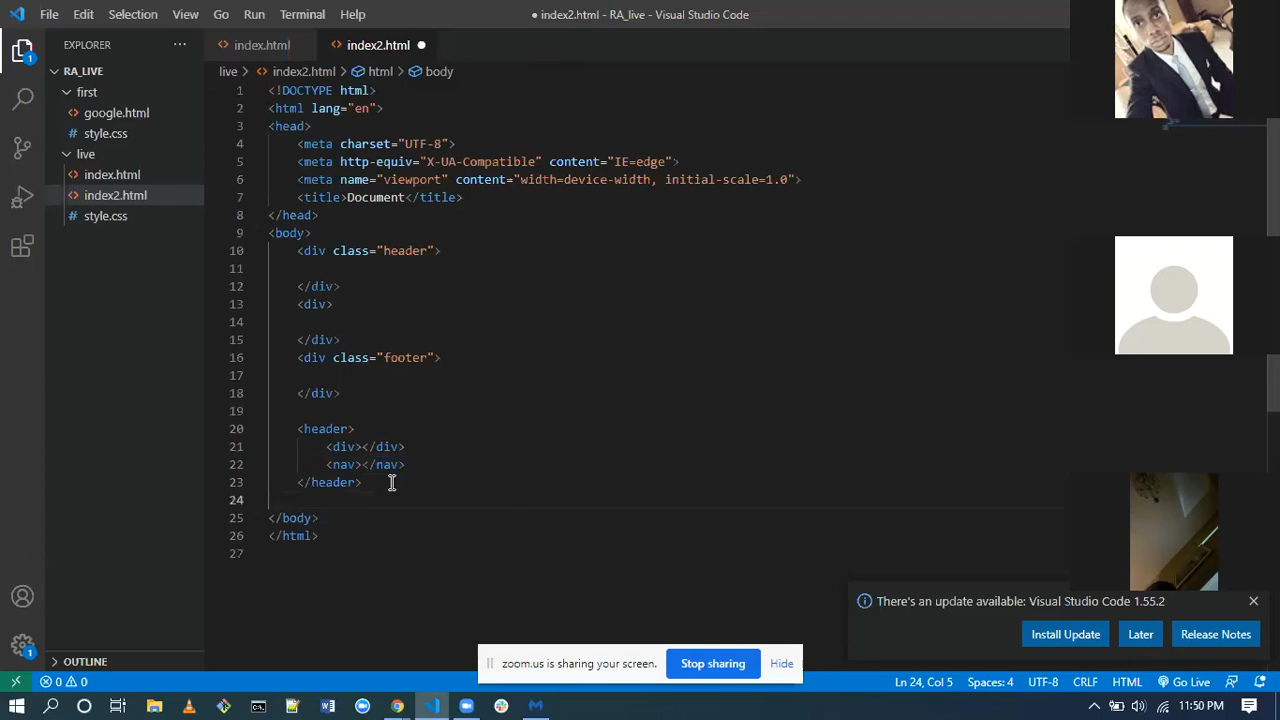 File Edit Selection View Go Run Terminal Help
● index2.html - RA_live - Visual Studio Code
EXPLORER
RA_LIVE
first
google.html
style.css
live
index.html
index2.html
style.css
OUTLINE
index.html
index2.html
live > index2.html > html > body
1 <!DOCTYPE html>
2 <html lang="en">
3 <head>
4 <meta charset="UTF-8">
5 <meta http-equiv="X-UA-Compatible" content="IE=edge">
6 <meta name="viewport" content="width=device-width, initial-scale=1.0">
7 <title>Document</title>
8 </head>
9 <body>
10 <div class="header">
11
12 </div>
13 <div>
14
15 </div>
16 <div class="footer">
17
18 </div>
19
20 <header>
21 <div></div>
22 <nav></nav>
23 </header>
24
25 </body>
26 </html>
27
There's an update available: Visual Studio Code 1.55.2
Install Update Later Release Notes
zoom.us is sharing your screen. Stop sharing Hide
0 0 Ln 24, Col 5 Spaces: 4 UTF-8 CRLF HTML Go Live
11:50 PM